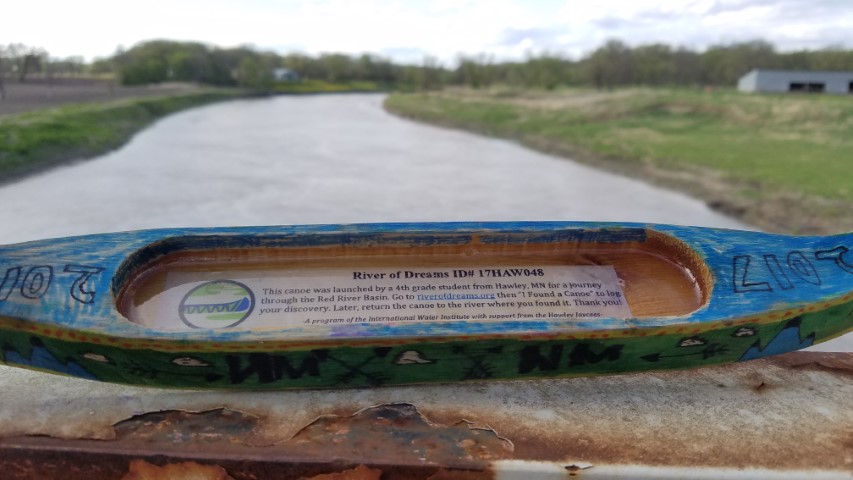 River of Dreams ID# 17HAW048
This canoe was launched by a 4th grade student from Hawley, MN for a journey
through the Red River Basin. Go to riverofdreams.org then "I Found a Canoe" to log
your discovery. Later, return the canoe to the river where you found it. Thank you!
A program of the International Water Institute with support from the Hawley Jaycees
2017
2017
NM
NM